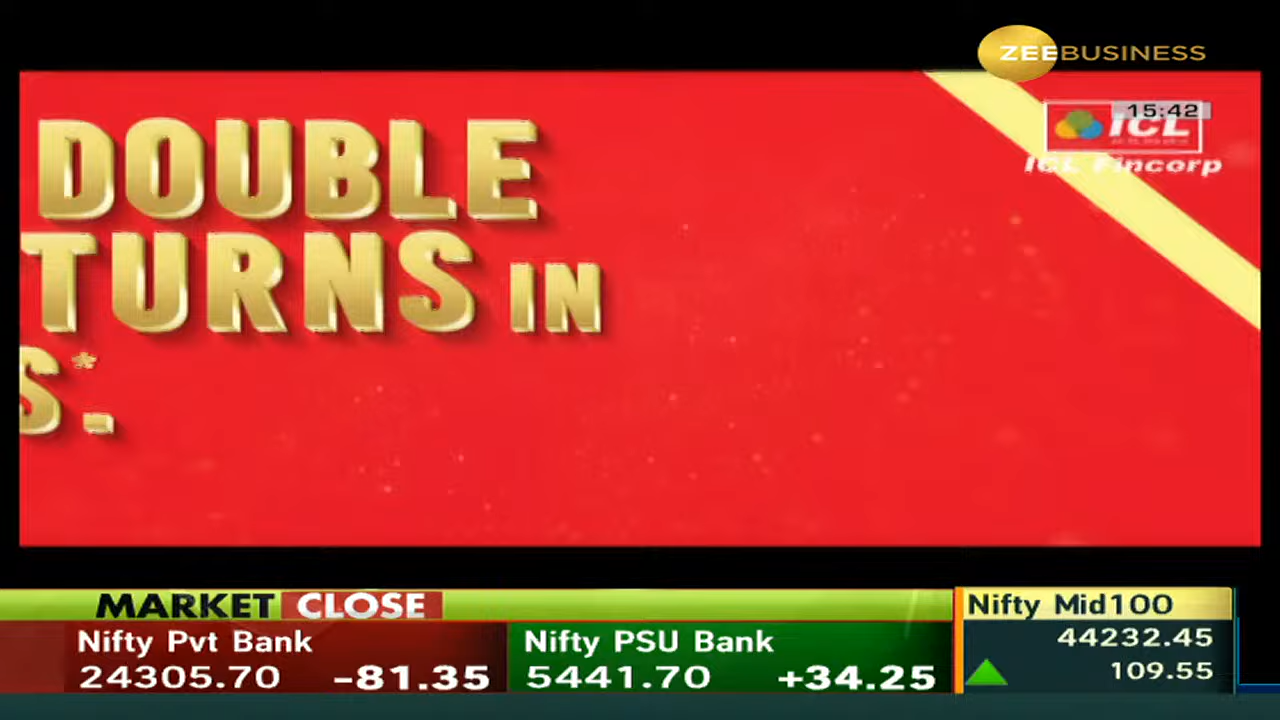 ZEEBUSINESS
15:42
ICL
ICL Fincorp
DOUBLE
TURNS IN
S*.
MARKET CLOSE
Nifty Pvt Bank
24305.70 -81.35
Nifty PSU Bank
5441.70 +34.25
Nifty Mid100
44232.45
109.55